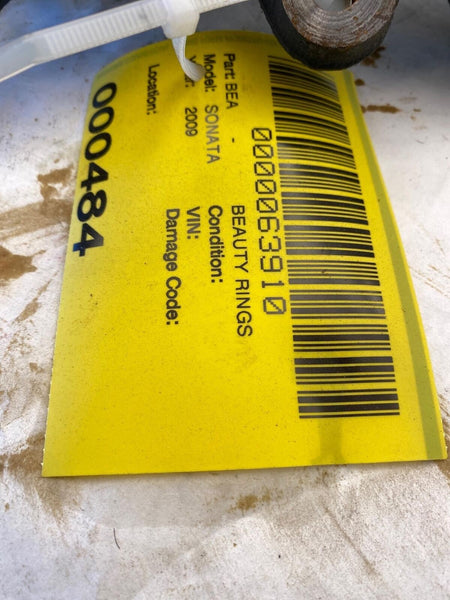 0000063910
Part: BEA - BEAUTY RINGS
Model: SONATA Condition:
2009 VIN:
Damage Code:
Location:
000484